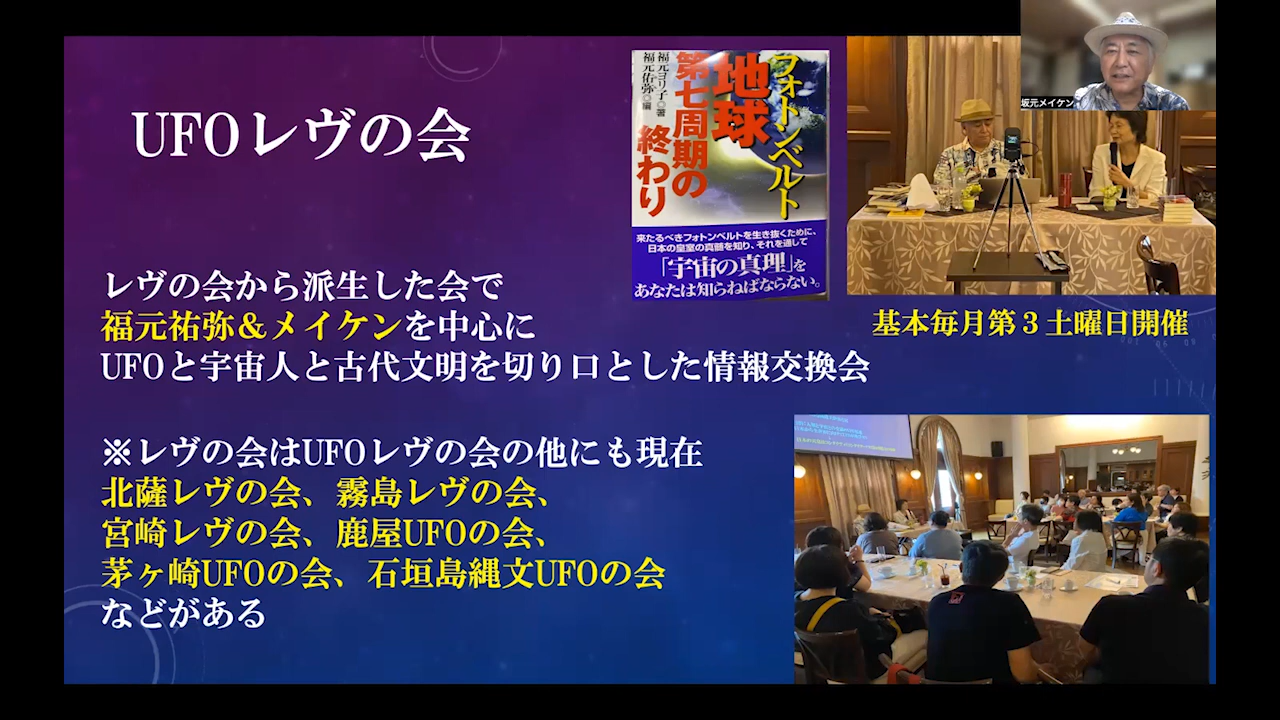 UFOレヴの会
レヴの会から派生した会で
福元祐弥＆メイケンを中心に
UFOと宇宙人と古代文明を切り口とした情報交換会
※レヴの会はUFOレヴの会の他にも現在
北薩レヴの会、霧島レヴの会、
宮崎レヴの会、鹿屋UFOの会、
茅ヶ崎UFOの会、石垣島縄文UFOの会
などがある
フォトンベルト
地球
第七周期の
終わり
福元ヨリ子◎著
福元佑弥◎編
来たるべきフォトンベルトを生き抜くために、
日本の皇室の真髄を知り、それを通して
「宇宙の真理」を
あなたは知らねばならない。
坂元メイケン
基本毎月第３土曜日開催